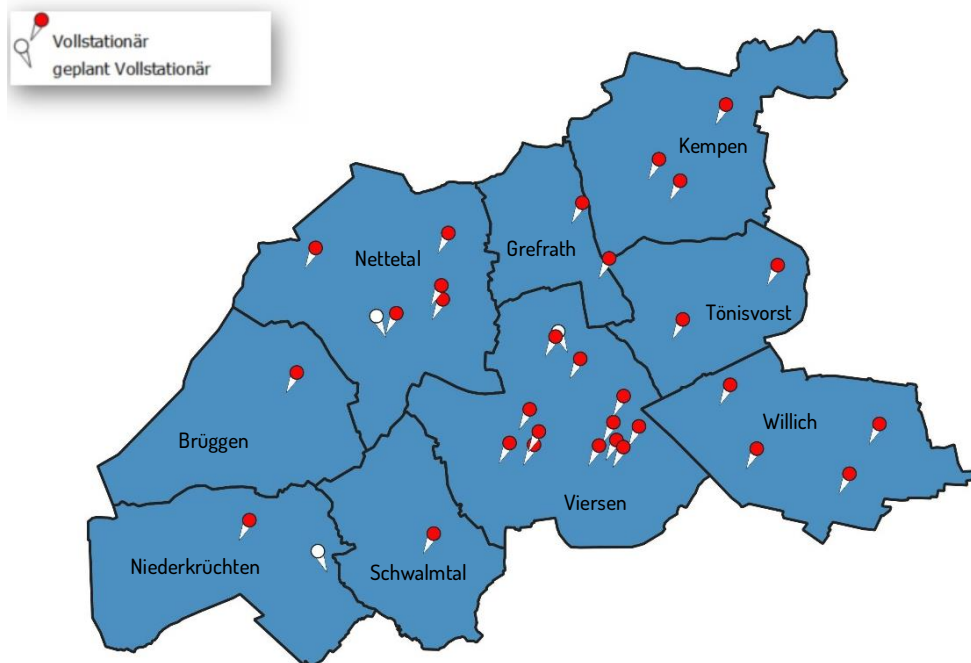 Vollstationär
geplant Vollstationär
Kempen
Grefrath
Nettetal
Tönisvorst
Willich
Brüggen
Viersen
Niederkrüchten
Schwalmtal